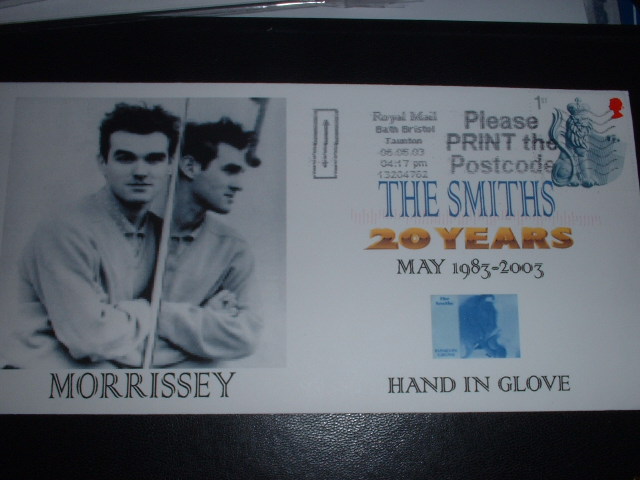 1st
Royal Mail
Bath Bristol
Taunton
06.05.03
04:17 pm
13204762
Please
PRINT the
Postcode
THE SMITHS
20 YEARS
MAY 1983-2003
MORRISSEY
HAND IN GLOVE